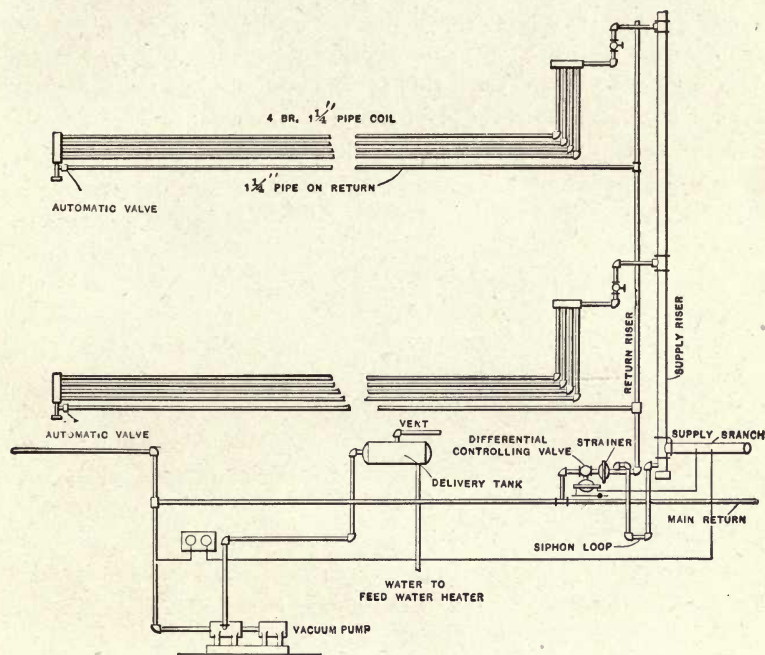 4 BR. 1¼" PIPE COIL
1¼" PIPE ON RETURN
AUTOMATIC VALVE
RETURN RISER
SUPPLY RISER
AUTOMATIC VALVE
VENT
DIFFERENTIAL
CONTROLLING VALVE
STRAINER
SUPPLY BRANCH
DELIVERY TANK
MAIN RETURN
SIPHON LOOP
WATER TO
FEED WATER HEATER
VACUUM PUMP